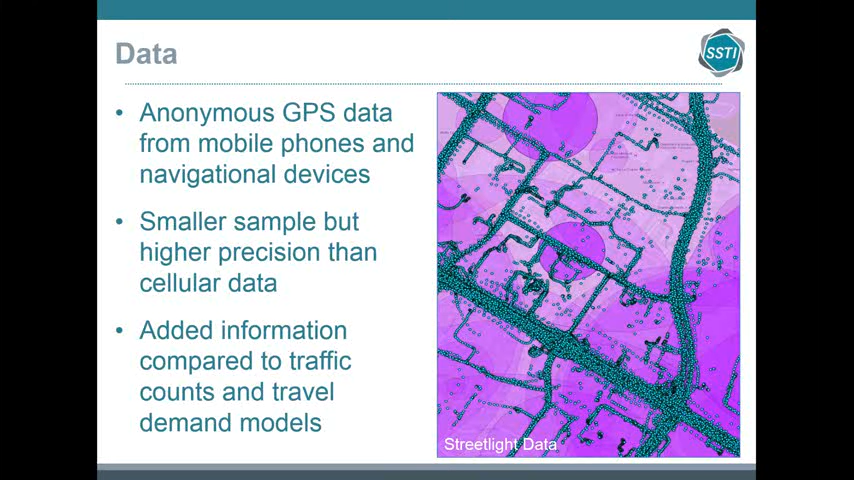 Data
SSTI
• Anonymous GPS data
from mobile phones and
navigational devices
• Smaller sample but
higher precision than
cellular data
• Added information
compared to traffic
counts and travel
demand models
Streetlight Data